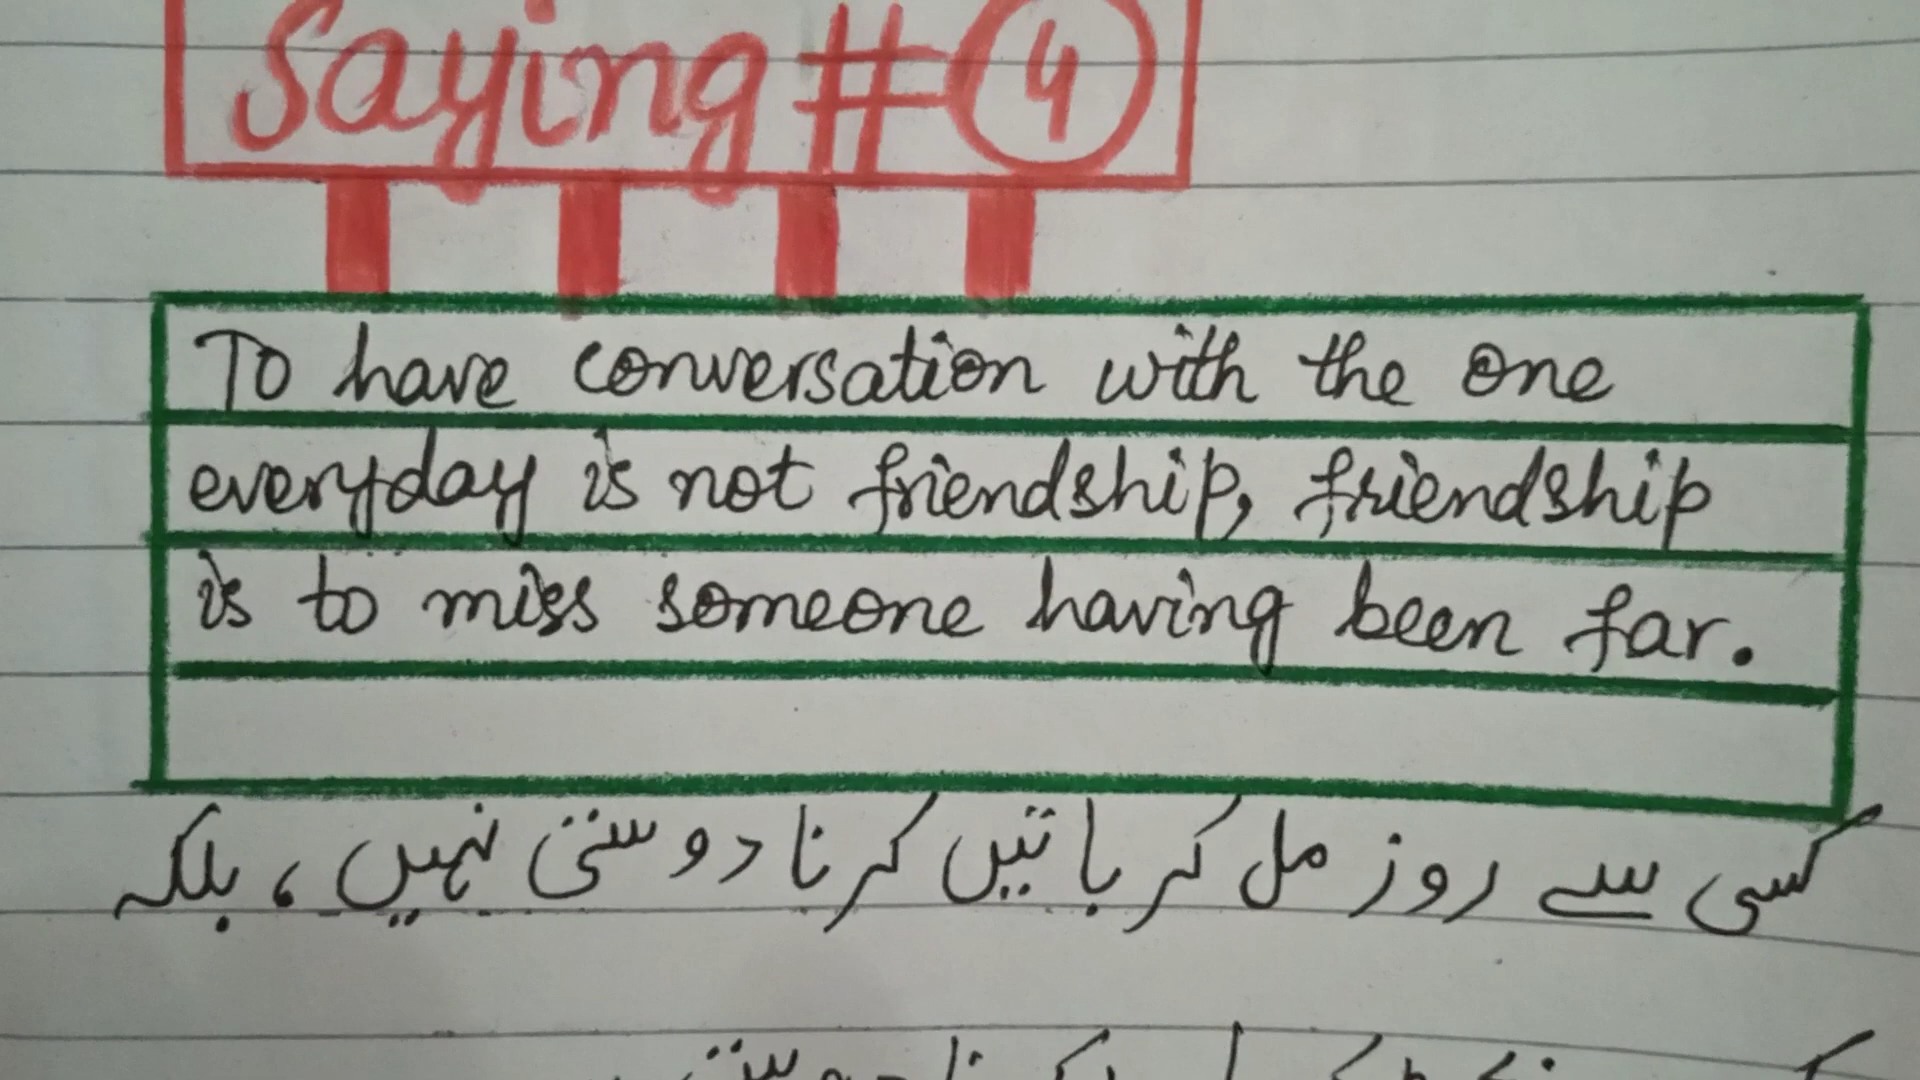 Saying # 4
To have conversation with the one
everyday is not friendship, friendship
is to miss someone having been far.
کسی سے روز مل کر باتیں کرنا دوستی نہیں، بلکہ